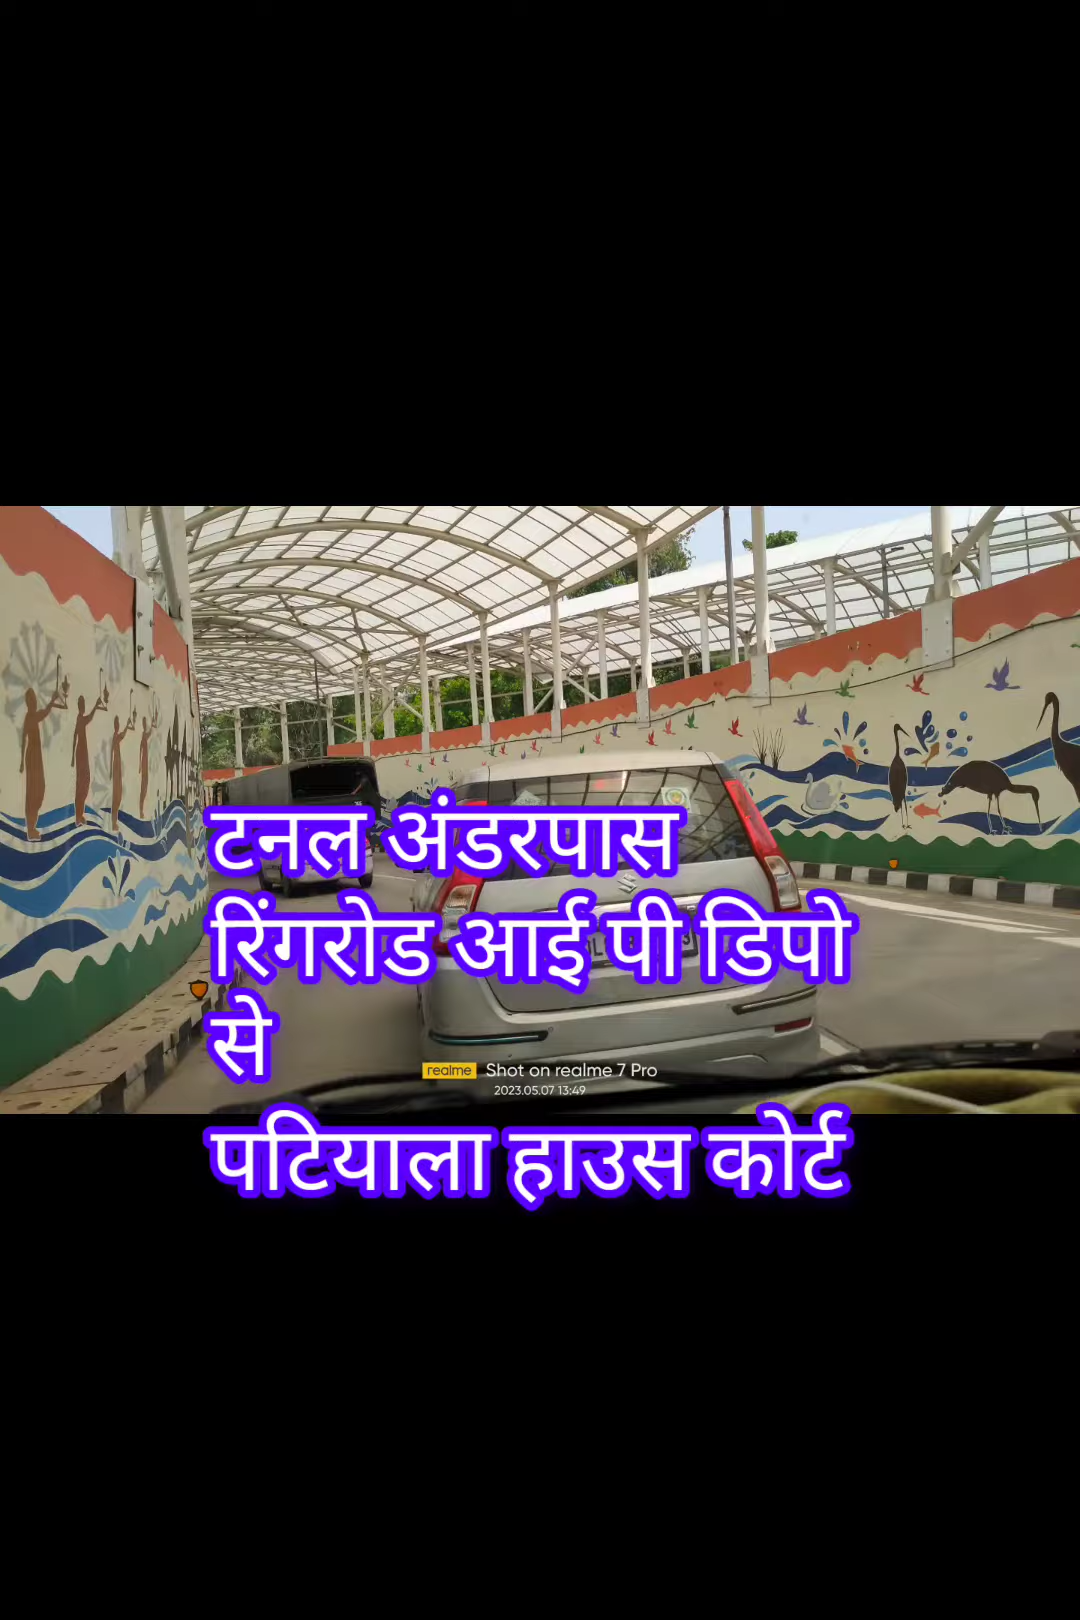 टनल अंडरपास
रिंगरोड आई पी डिपो
से
realme Shot on realme 7 Pro
2023.05.07 13:49
पटियाला हाउस कोर्ट